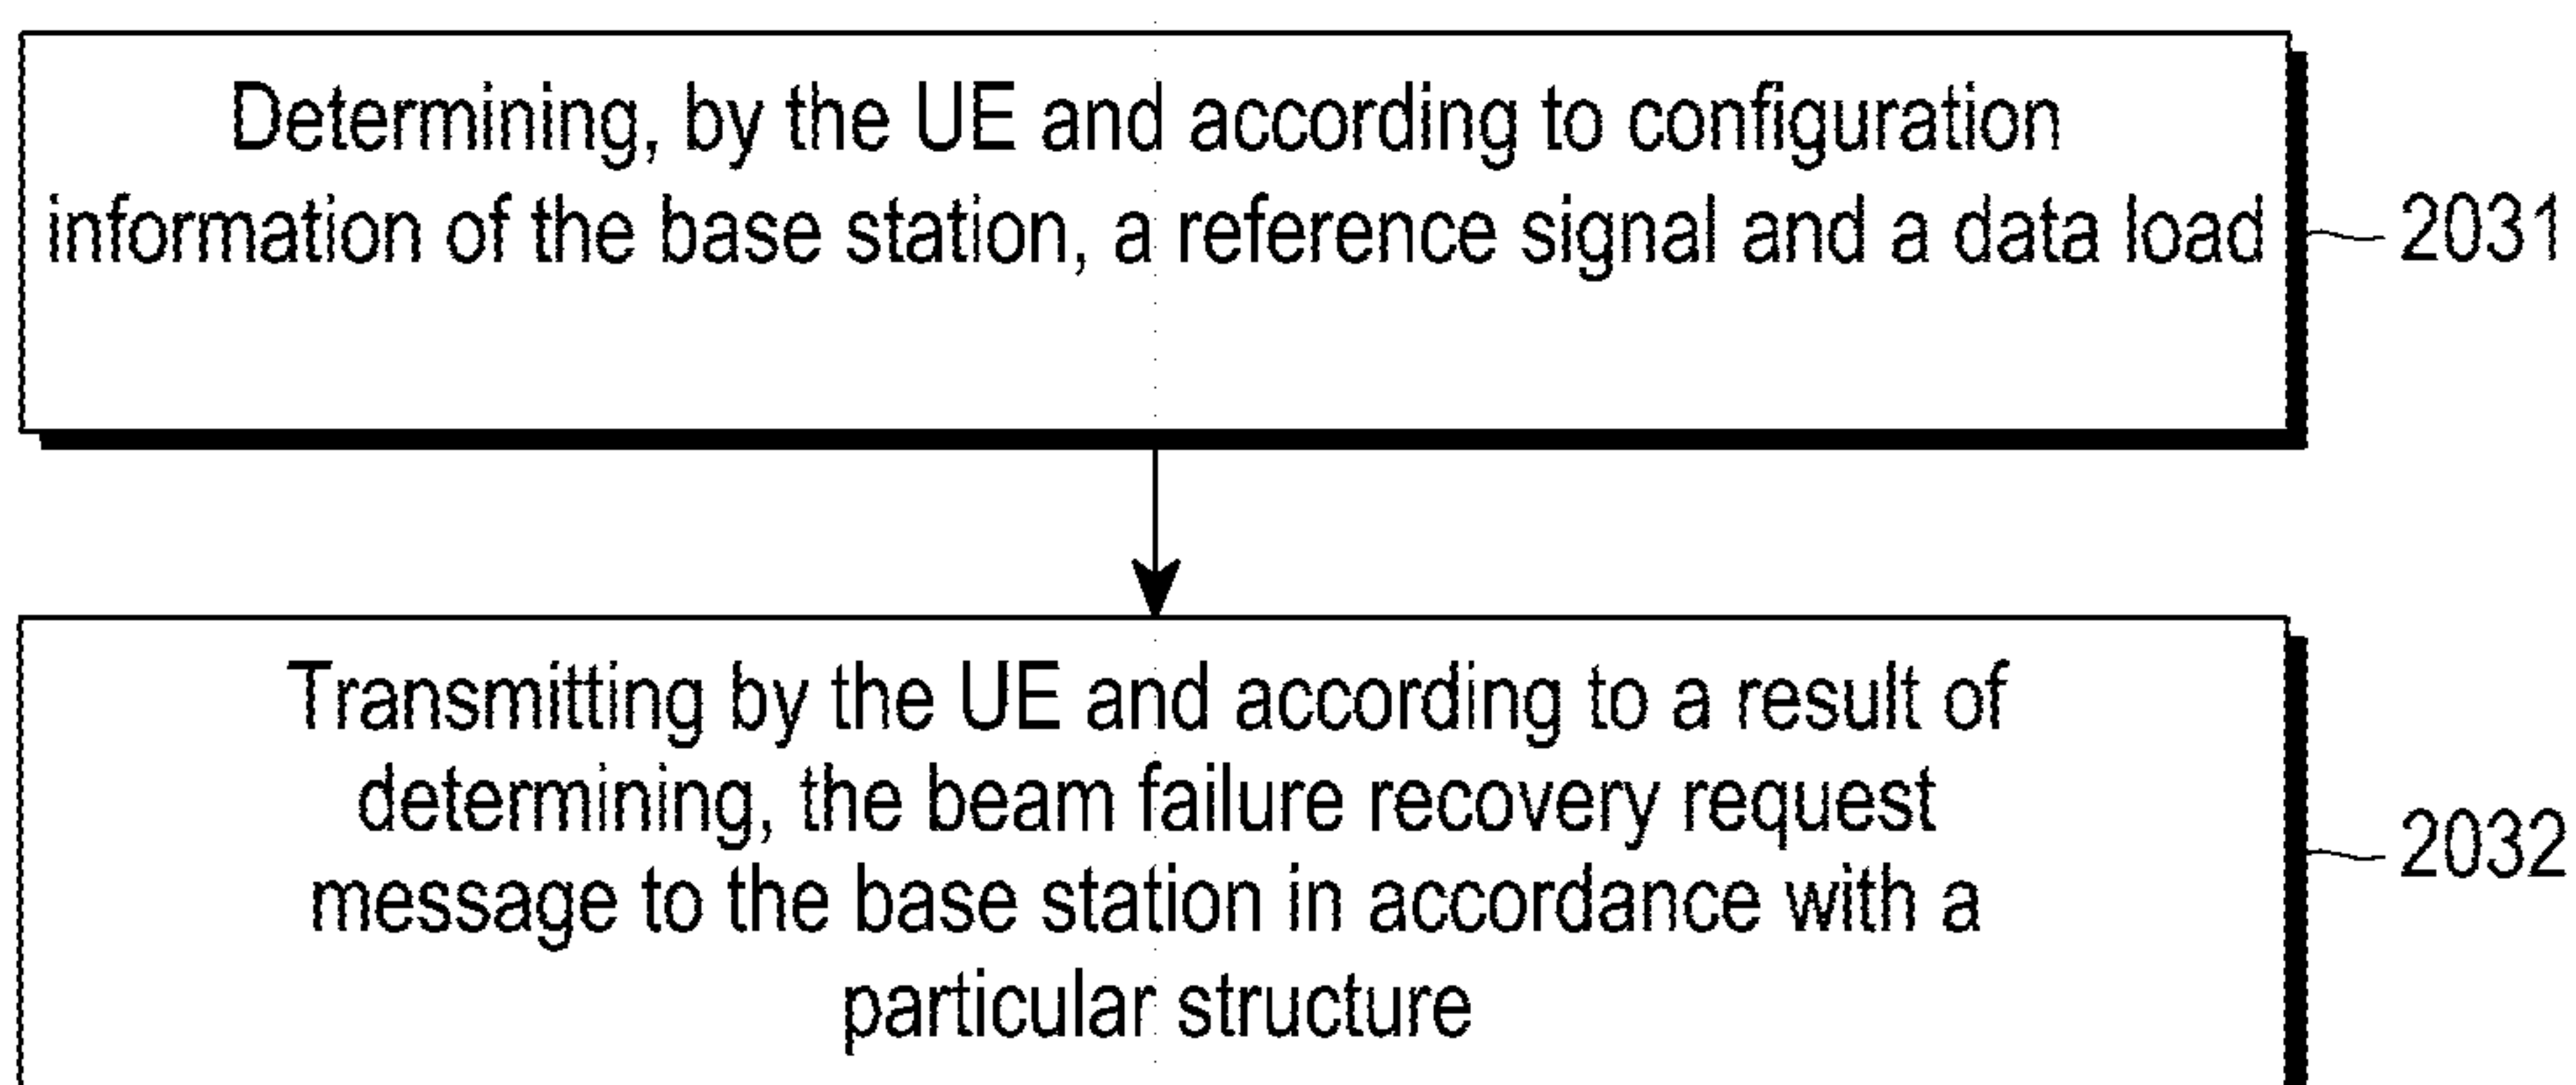 Determining, by the UE and according to configuration
information of the base station, a reference signal and a data load
2031
Transmitting by the UE and according to a result of
determining, the beam failure recovery request
message to the base station in accordance with a
particular structure
2032